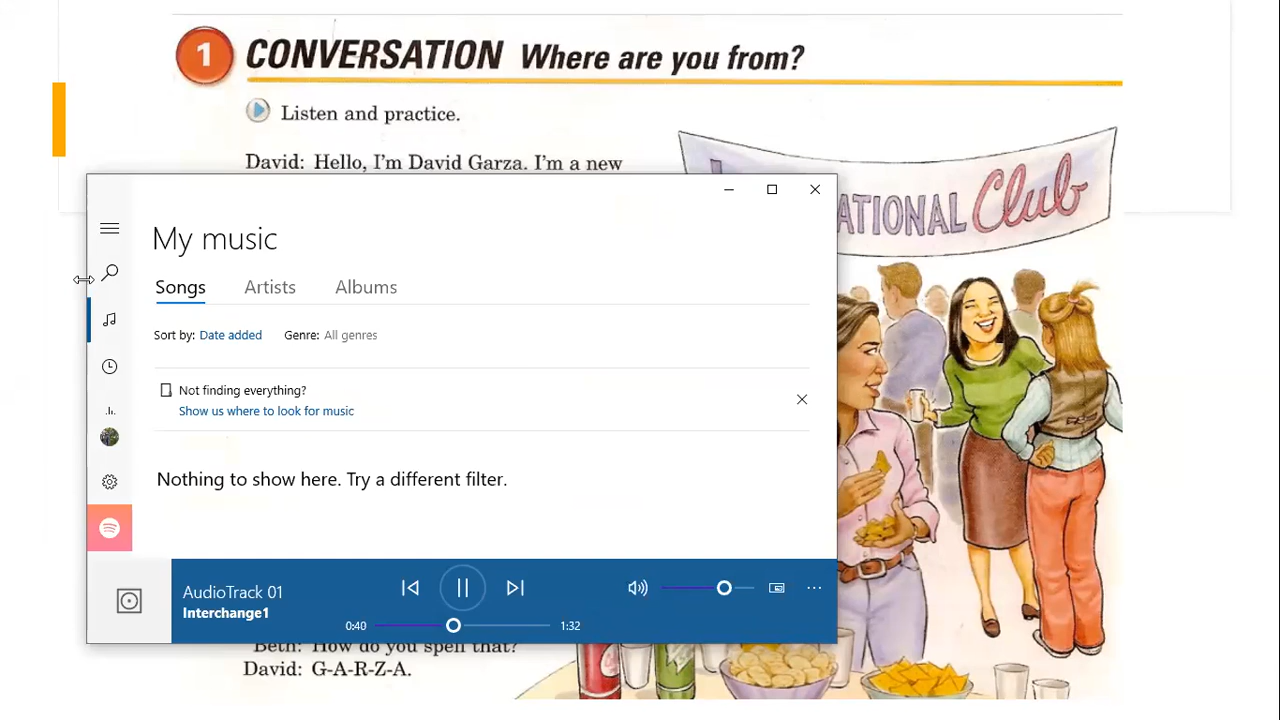 1 CONVERSATION Where are you from?
Listen and practice.
David: Hello, I'm David Garza. I'm a new
ATIONAL Club
My music
Songs Artists Albums
Sort by: Date added Genre: All genres
Not finding everything?
Show us where to look for music
Nothing to show here. Try a different filter.
AudioTrack 01
Interchange1
0:40 1:32
Beth: How do you spell that?
David: G-A-R-Z-A.